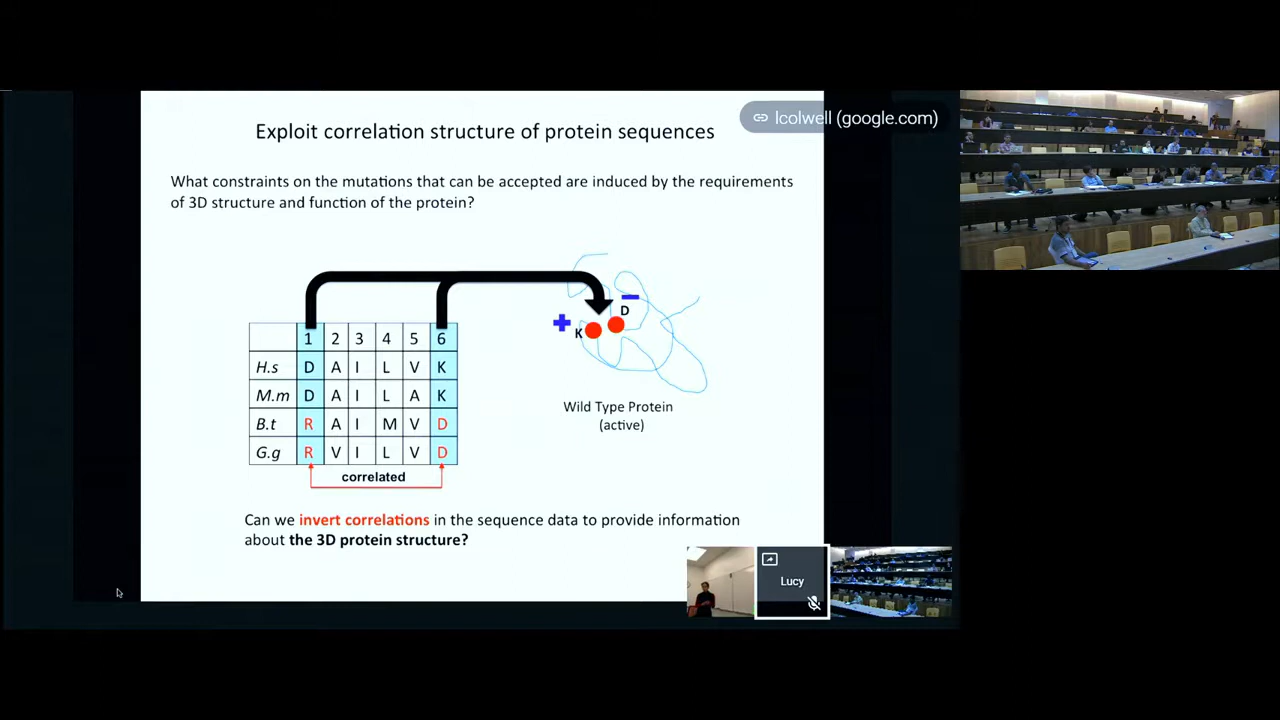 lcolwell (google.com)
Exploit correlation structure of protein sequences
What constraints on the mutations that can be accepted are induced by the requirements
of 3D structure and function of the protein?
D
K
1 2 3 4 5 6
H.s D A I L V K
M.m D A I L A K
B.t R A I M V D
G.g R V I L V D
correlated
Wild Type Protein
(active)
Can we invert correlations in the sequence data to provide information
about the 3D protein structure?
Lucy